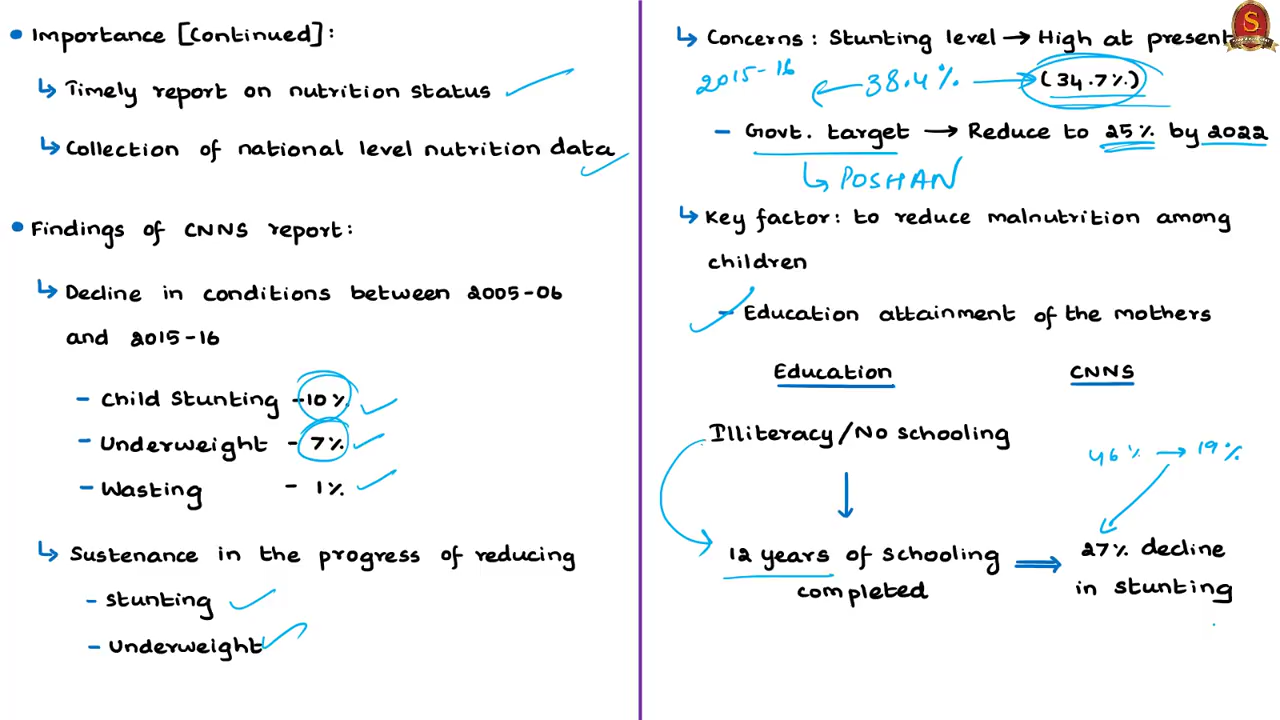 • Importance [Continued]:
↳ Timely report on nutrition status
↳ Collection of national level nutrition data
• Findings of CNNS report:
↳ Decline in conditions between 2005-06
and 2015-16
- Child Stunting - 10%
- Underweight - 7%
- Wasting - 1%
↳ Sustenance in the progress of reducing
- Stunting
- Underweight
↳ Concerns: Stunting level → High at present
2015-16 ← 38.4% → (34.7%)
- Govt. target → Reduce to 25% by 2022
↳ POSHAN
↳ Key factor: to reduce malnutrition among
children
- Education attainment of the mothers
Education CNNS
Illiteracy/No schooling
46% → 19%
12 years of schooling ⇒ 27% decline
completed in stunting
S